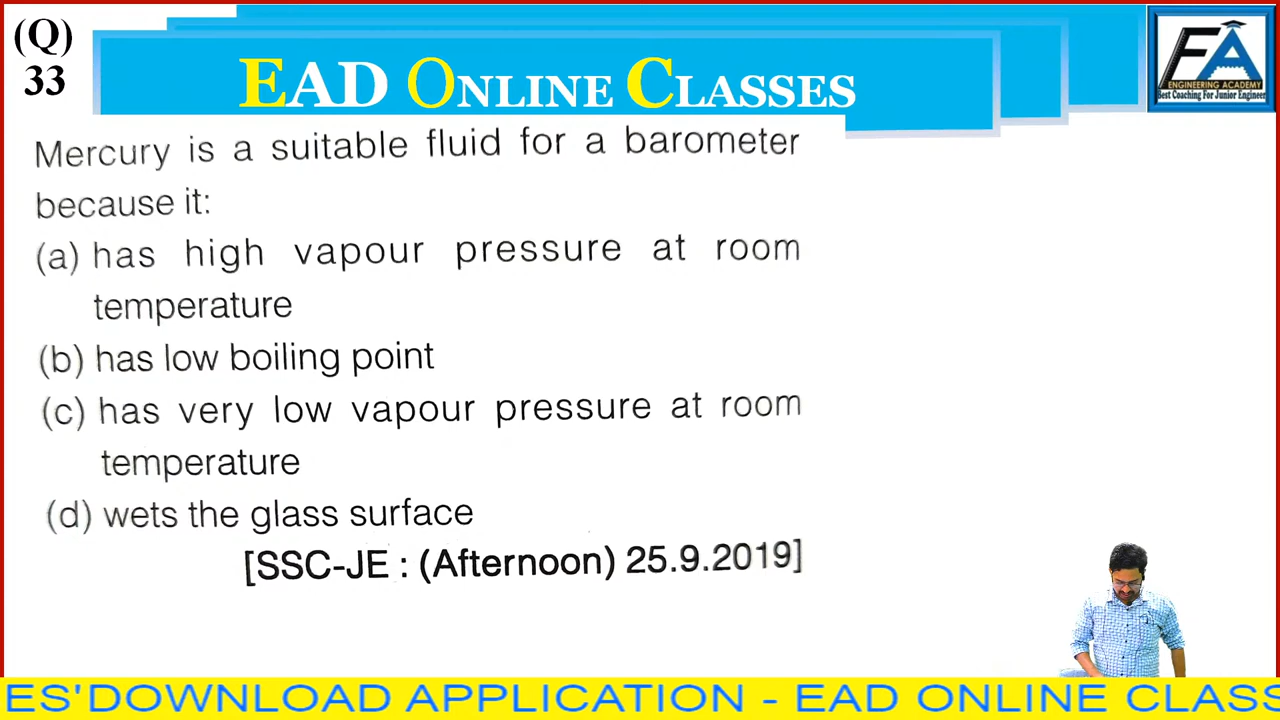 (Q)
33
EAD ONLINE CLASSES
FA
ENGINEERING ACADEMY
Best Coaching For Junior Engineer
Mercury is a suitable fluid for a barometer
because it:
(a) has high vapour pressure at room
temperature
(b) has low boiling point
(c) has very low vapour pressure at room
temperature
(d) wets the glass surface
[SSC-JE : (Afternoon) 25.9.2019]
ES'DOWNLOAD APPLICATION - EAD ONLINE CLASS